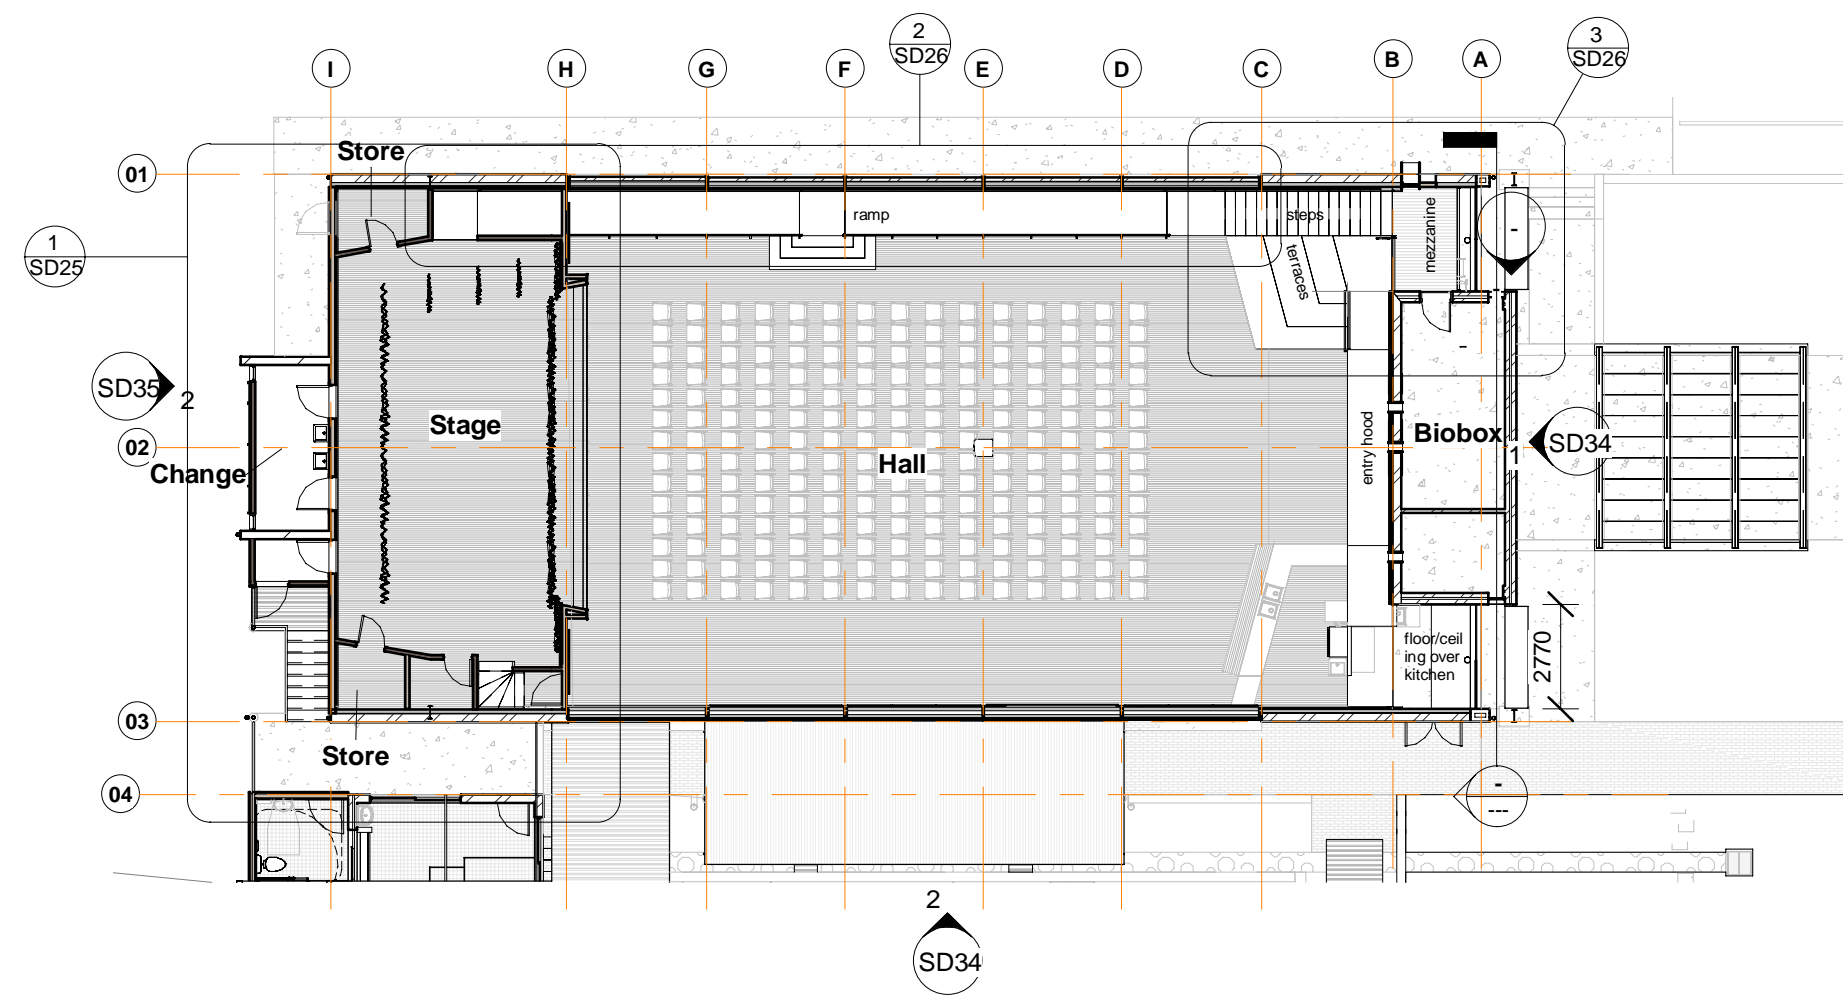 2
SD26
3
SD26
I
H
G
F
E
D
C
B
A
Store
01
ramp
steps
mezzanine
-
terraces
1
SD25
-
SD35
2
Stage
02
Change
Hall
entry hood
Biobox
1
SD34
floor/ceil
ing over
kitchen
2770
03
Store
04
-
---
2
SD34